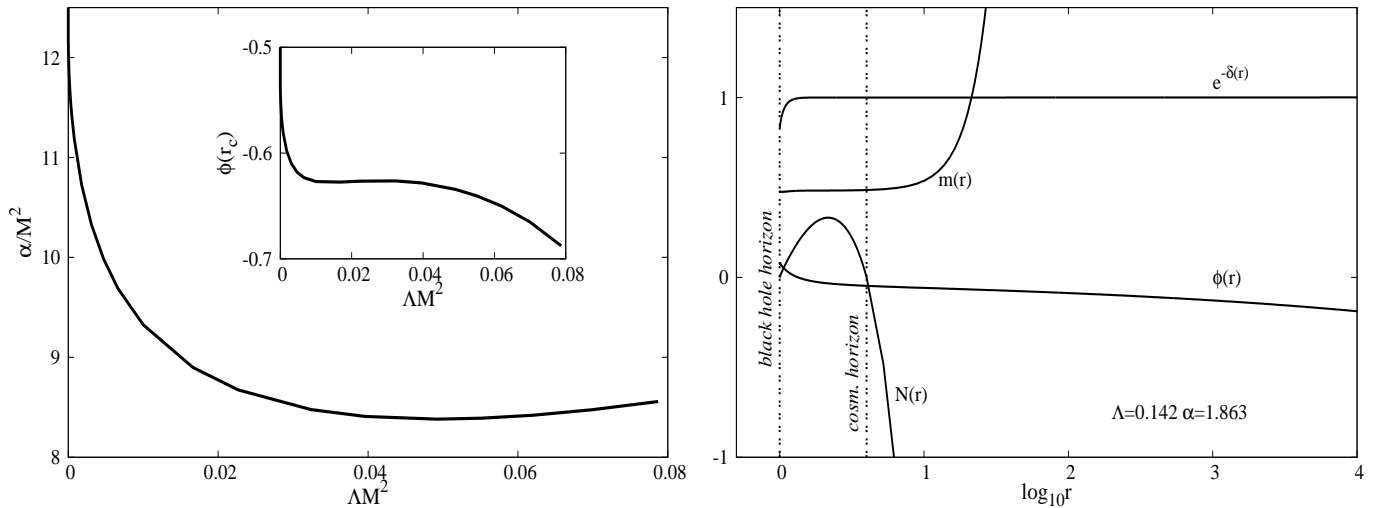 12
11
10
9
8
α/M²
0
0.02
0.04
0.06
0.08
ΛM²
-0.5
-0.6
-0.7
ϕ(r_c)
0
0.02
0.04
0.06
0.08
ΛM²
1
0
-1
e^{-δ(r)}
m(r)
ϕ(r)
N(r)
black hole horizon
cosm. horizon
Λ=0.142 α=1.863
0
1
2
3
4
log₁₀r